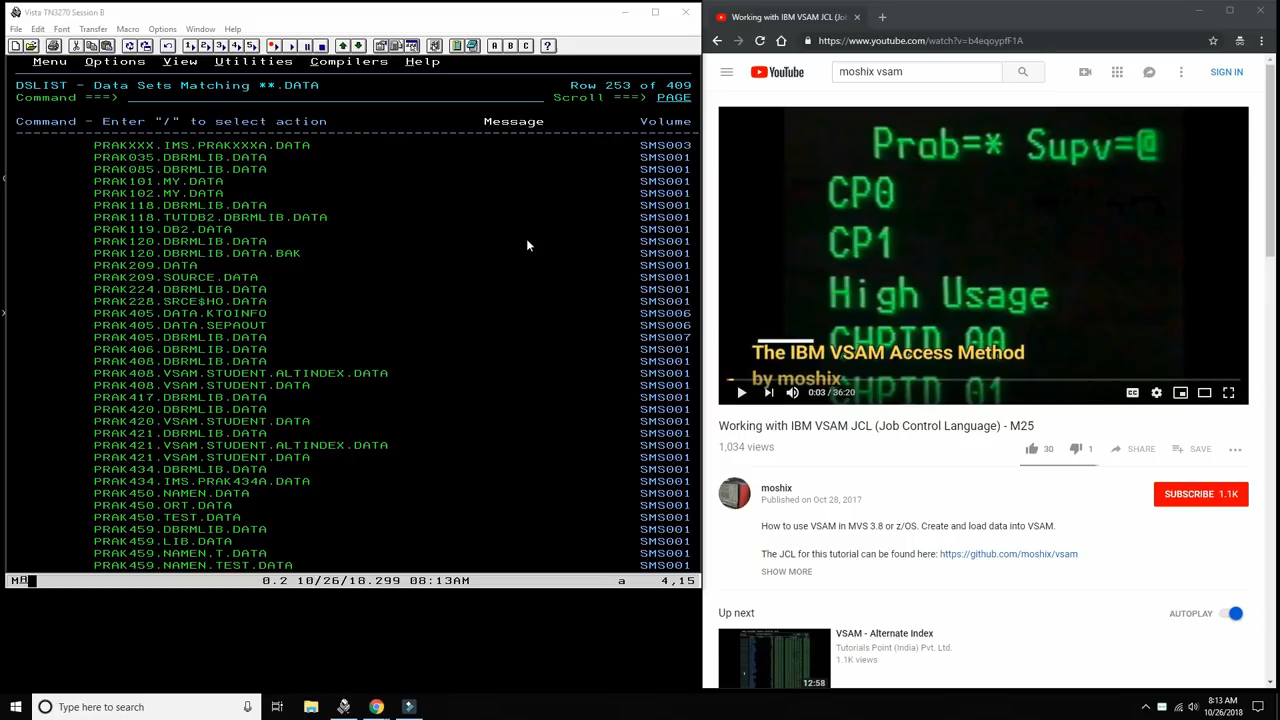 Vista TN3270 Session B
File Edit Font Transfer Macro Options Window Help
A B C ?
Menu Options View Utilities Compilers Help
DSLIST - Data Sets Matching **.DATA Row 253 of 409
Command ===> Scroll ===> PAGE
Command - Enter "/" to select action Message Volume
PRAKXXX.IMS.PRAKXXXA.DATA SMS003
PRAK035.DBRMLIB.DATA SMS001
PRAK085.DBRMLIB.DATA SMS001
PRAK101.MY.DATA SMS001
PRAK102.MY.DATA SMS001
PRAK118.DBRMLIB.DATA SMS001
PRAK118.TUTDB2.DBRMLIB.DATA SMS001
PRAK119.DB2.DATA SMS001
PRAK120.DBRMLIB.DATA SMS001
PRAK120.DBRMLIB.DATA.BAK SMS001
PRAK209.DATA SMS001
PRAK209.SOURCE.DATA SMS001
PRAK224.DBRMLIB.DATA SMS001
PRAK228.SRCE$HO.DATA SMS001
PRAK405.DATA.KTOINFO SMS006
PRAK405.DATA.SEPAOUT SMS006
PRAK405.DBRMLIB.DATA SMS007
PRAK406.DBRMLIB.DATA SMS001
PRAK408.DBRMLIB.DATA SMS001
PRAK408.VSAM.STUDENT.ALTINDEX.DATA SMS001
PRAK408.VSAM.STUDENT.DATA SMS001
PRAK417.DBRMLIB.DATA SMS001
PRAK420.DBRMLIB.DATA SMS001
PRAK420.VSAM.STUDENT.DATA SMS001
PRAK421.DBRMLIB.DATA SMS001
PRAK421.VSAM.STUDENT.ALTINDEX.DATA SMS001
PRAK421.VSAM.STUDENT.DATA SMS001
PRAK434.DBRMLIB.DATA SMS001
PRAK434.IMS.PRAK434A.DATA SMS001
PRAK450.NAMEN.DATA SMS001
PRAK450.ORT.DATA SMS001
PRAK450.TEST.DATA SMS001
PRAK459.DBRMLIB.DATA SMS001
PRAK459.LIB.DATA SMS001
PRAK459.NAMEN.T.DATA SMS001
PRAK459.NAMEN.TEST.DATA SMS001
0.2 10/26/18.299 08:13AM a 4,15
Working with IBM VSAM JCL (Jo
https://www.youtube.com/watch?v=b4eqoypfF1A
YouTube moshix vsam SIGN IN
Prob=* Supv=@
CP0
CP1
High Usage
CHPID 00
The IBM VSAM Access Method
by moshix
CHPID 01
0:03 / 36:20 CC
Working with IBM VSAM JCL (Job Control Language) - M25
1,034 views 30 1 SHARE SAVE
moshix
Published on Oct 28, 2017
SUBSCRIBE 1.1K
How to use VSAM in MVS 3.8 or z/OS. Create and load data into VSAM.
The JCL for this tutorial can be found here: https://github.com/moshix/vsam
SHOW MORE
Up next AUTOPLAY
VSAM - Alternate Index
Tutorials Point (India) Pvt. Ltd.
1.1K views
12:58
Type here to search
8:13 AM
10/26/2018